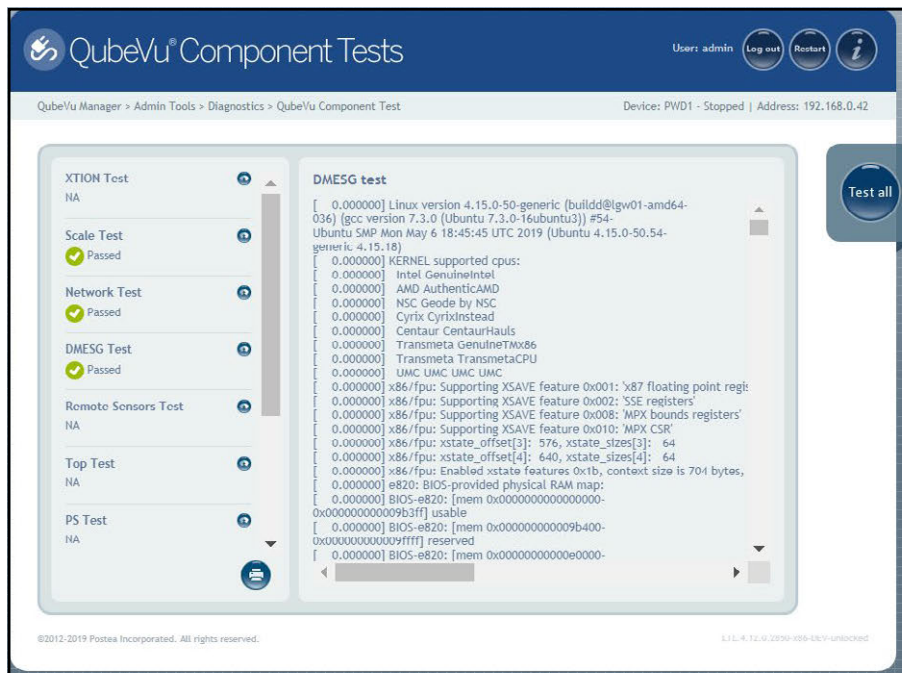 QubeVu® Component Tests
User: admin
Log out
Restart
i
QubeVu Manager > Admin Tools > Diagnostics > QubeVu Component Test
Device: PWD1 - Stopped | Address: 192.168.0.42
XTION Test
NA
Scale Test
Passed
Network Test
Passed
DMESG Test
Passed
Remote Sensors Test
NA
Top Test
NA
PS Test
NA
DMESG test
[ 0.000000] Linux version 4.15.0-50-generic (buildd@lgw01-amd64-
036) (gcc version 7.3.0 (Ubuntu 7.3.0-16ubuntu3)) #54-
Ubuntu SMP Mon May 6 18:45:45 UTC 2019 (Ubuntu 4.15.0-50.54-
generic 4.15.18)
[ 0.000000] KERNEL supported cpus:
[ 0.000000] Intel GenuineIntel
[ 0.000000] AMD AuthenticAMD
[ 0.000000] NSC Geode by NSC
[ 0.000000] Cyrix CyrixInstead
[ 0.000000] Centaur CentaurHauls
[ 0.000000] Transmeta GenuineTMx86
[ 0.000000] Transmeta TransmetaCPU
[ 0.000000] UMC UMC UMC UMC
[ 0.000000] x86/fpu: Supporting XSAVE feature 0x001: 'x87 floating point regis
[ 0.000000] x86/fpu: Supporting XSAVE feature 0x002: 'SSE registers'
[ 0.000000] x86/fpu: Supporting XSAVE feature 0x008: 'MPX bounds registers'
[ 0.000000] x86/fpu: Supporting XSAVE feature 0x010: 'MPX CSR'
[ 0.000000] x86/fpu: xstate_offset[3]: 576, xstate_sizes[3]: 64
[ 0.000000] x86/fpu: xstate_offset[4]: 640, xstate_sizes[4]: 64
[ 0.000000] x86/fpu: Enabled xstate features 0x1b, context size is 704 bytes,
[ 0.000000] e820: BIOS-provided physical RAM map:
[ 0.000000] BIOS-e820: [mem 0x0000000000000000-
0x000000000009b3ff] usable
[ 0.000000] BIOS-e820: [mem 0x000000000009b400-
0x000000000009ffff] reserved
[ 0.000000] BIOS-e820: [mem 0x00000000000e0000-
Test all
©2012-2019 Postea Incorporated. All rights reserved.